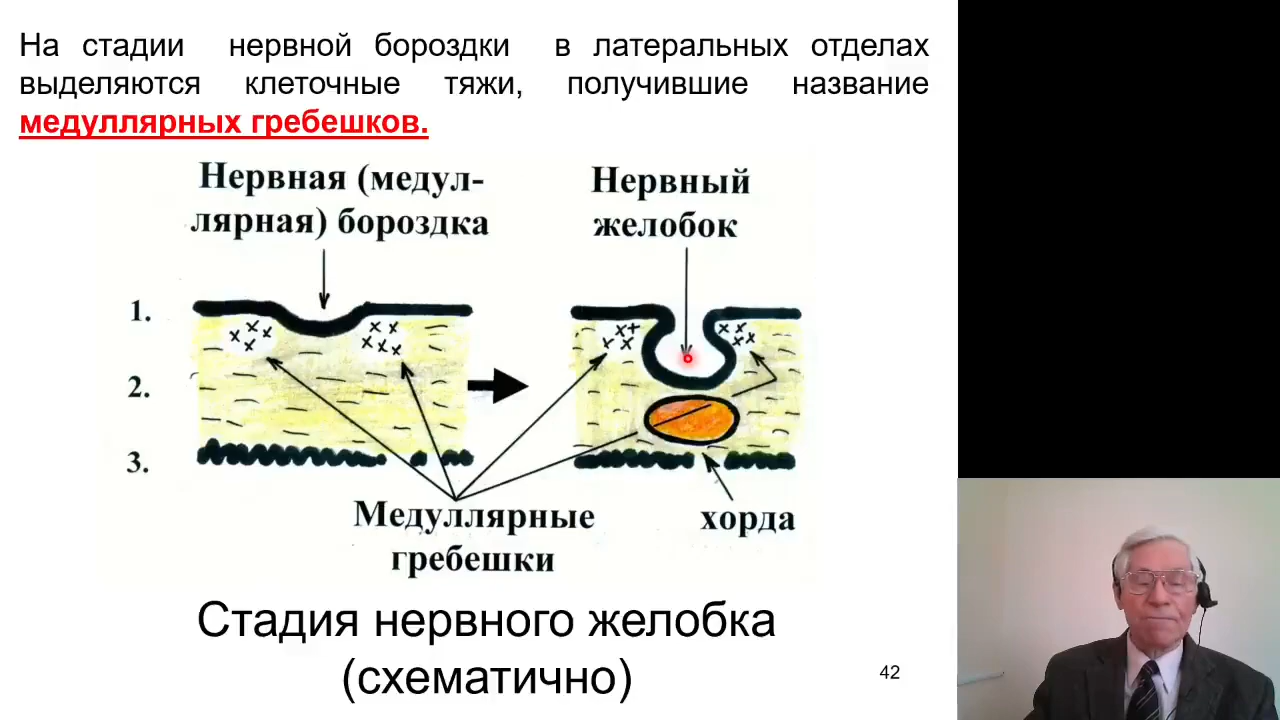 На стадии нервной бороздки в латеральных отделах
выделяются клеточные тяжи, получившие название
медуллярных гребешков.
Нервная (медул-
лярная) бороздка
Нервный
желобок
1.
2.
3.
Медуллярные
гребешки
хорда
Стадия нервного желобка
(схематично)
42